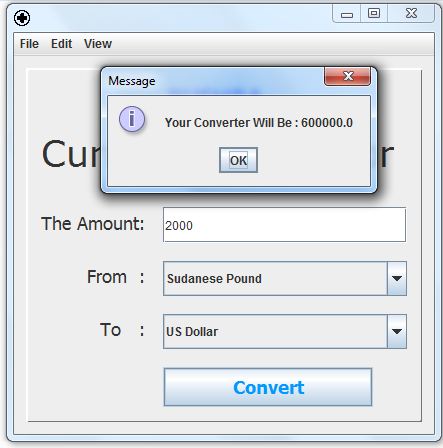 File Edit View
Message
Your Converter Will Be : 600000.0
OK
Cur r
The Amount: 2000
From : Sudanese Pound
To : US Dollar
Convert